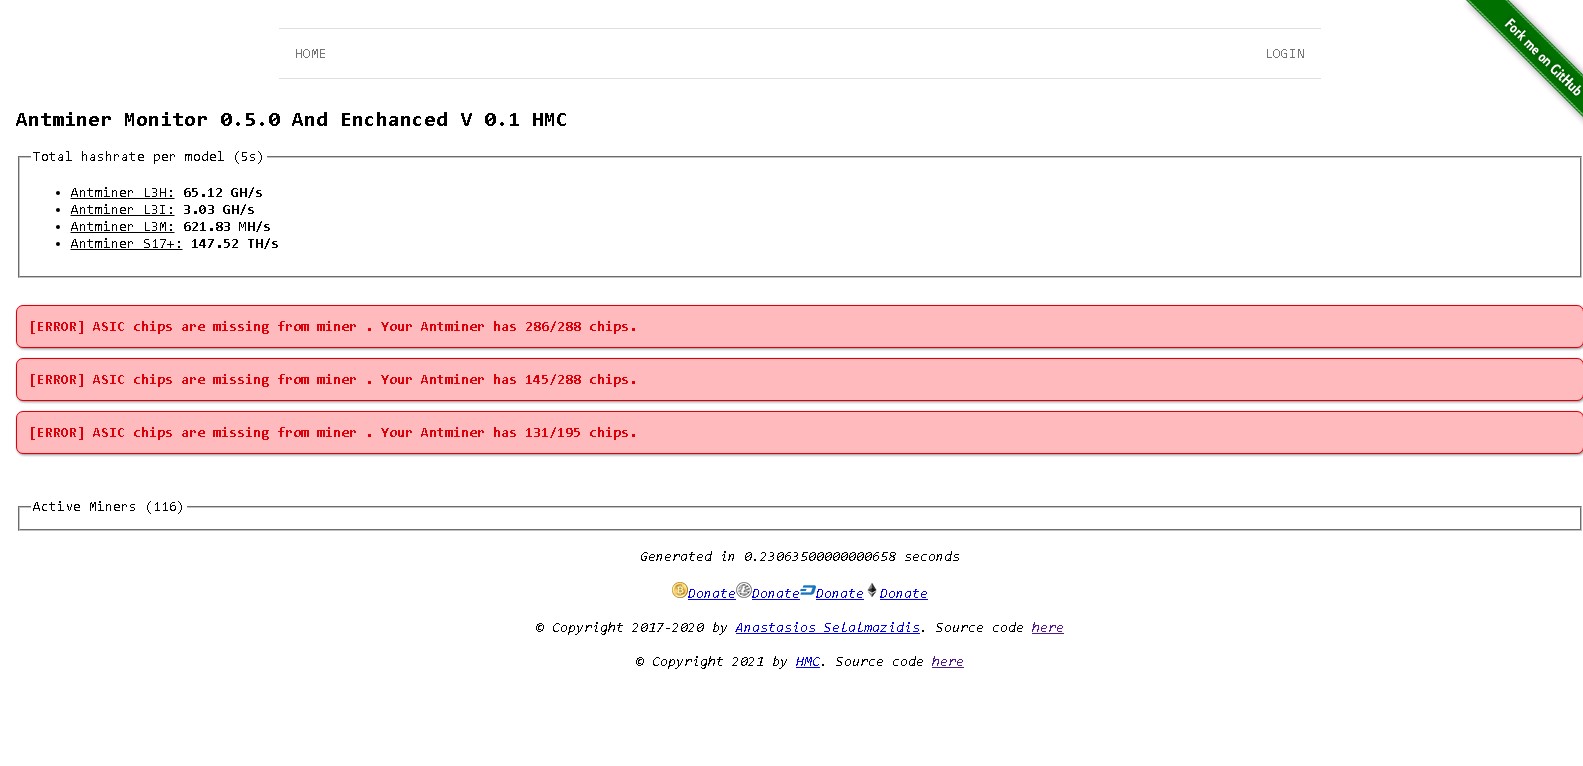 Fork me on GitHub
HOME LOGIN
Antminer Monitor 0.5.0 And Enchanced V 0.1 HMC
Total hashrate per model (5s)
• Antminer L3H: 65.12 GH/s
• Antminer L3I: 3.03 GH/s
• Antminer L3M: 621.83 MH/s
• Antminer S17+: 147.52 TH/s
[ERROR] ASIC chips are missing from miner . Your Antminer has 286/288 chips.
[ERROR] ASIC chips are missing from miner . Your Antminer has 145/288 chips.
[ERROR] ASIC chips are missing from miner . Your Antminer has 131/195 chips.
Active Miners (116)
Generated in 0.23063500000000658 seconds
Donate Donate Donate Donate
© Copyright 2017-2020 by Anastasios Selalmazidis. Source code here
© Copyright 2021 by HMC. Source code here